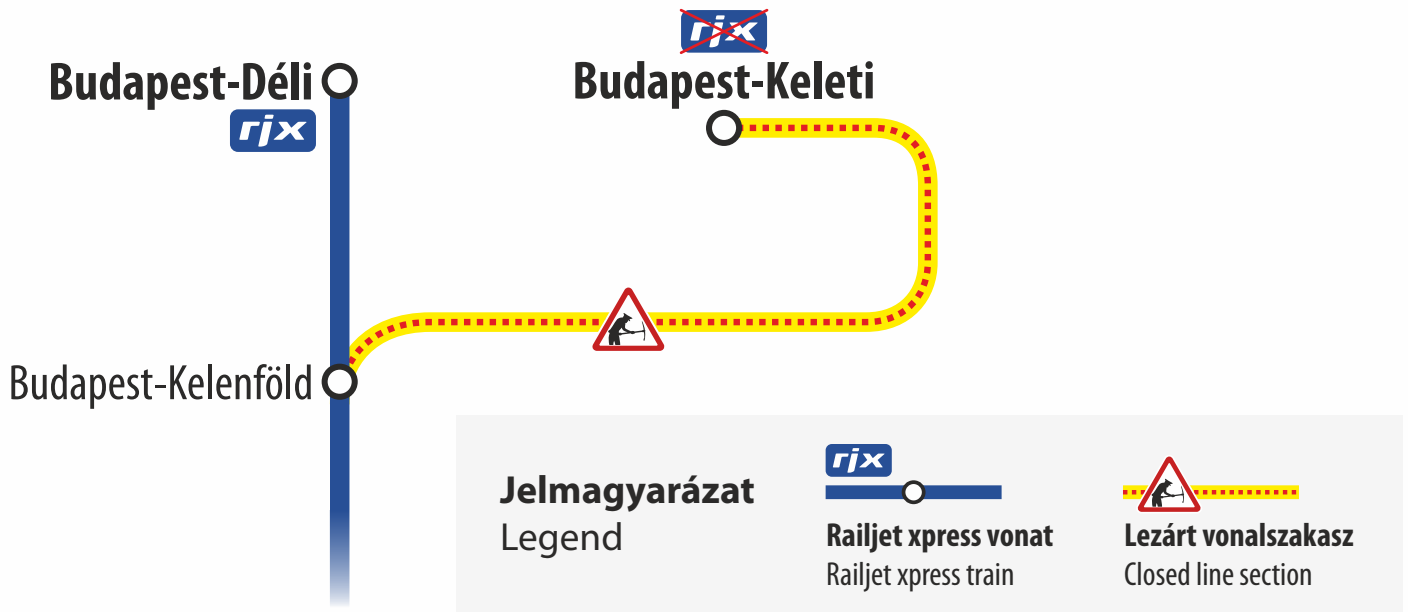 rjx
Budapest-Déli
Budapest-Keleti
rjx
Budapest-Kelenföld
Jelmagyarázat
Legend
rjx
Railjet xpress vonat
Railjet xpress train
Lezárt vonalszakasz
Closed line section